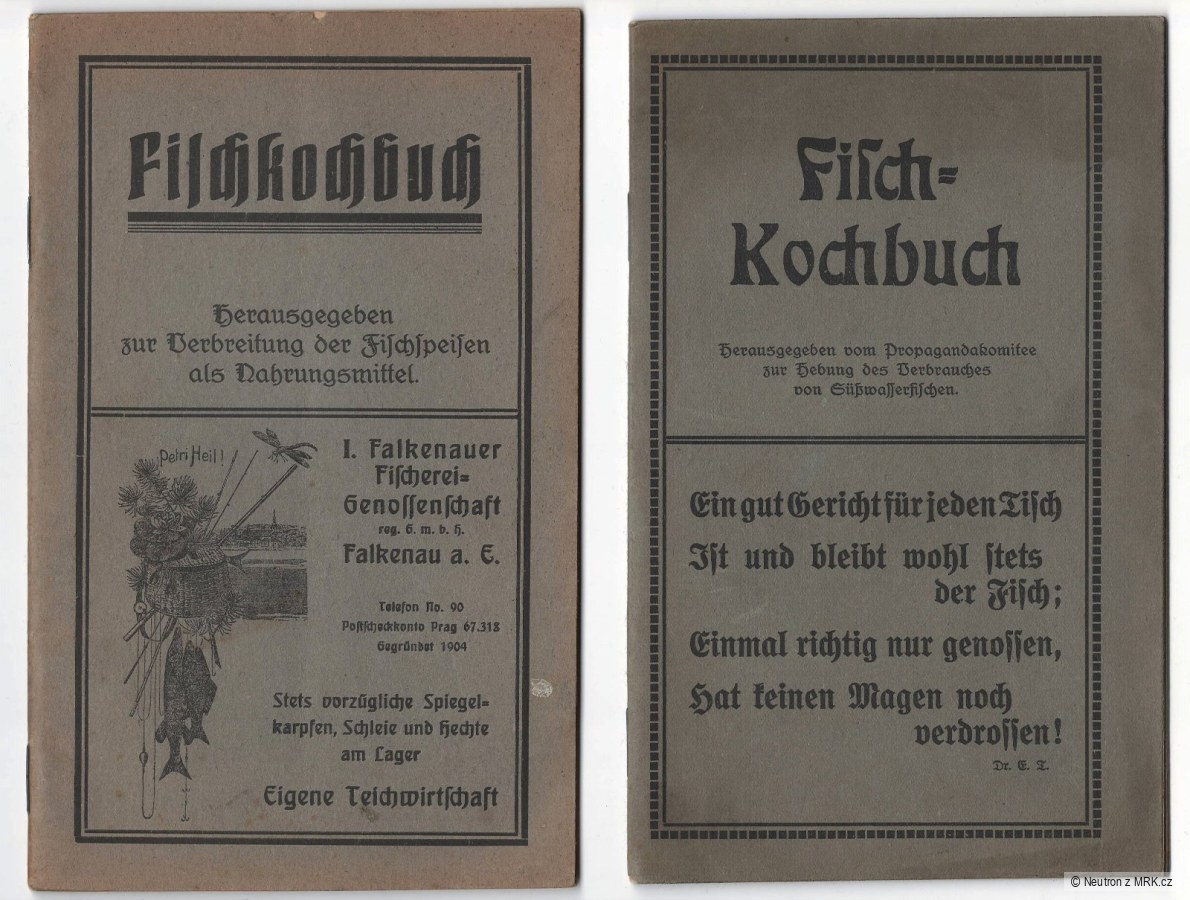 Fiſchkochbuch
Herausgegeben
zur Verbreitung der Fiſchſpeiſen
als Nahrungsmittel.
Petri Heil!
I. Falkenauer
Fiſcherei=
Genoſſenſchaft
reg. G. m. b. H.
Falkenau a. E.
Telefon No. 90
Poſtſcheckkonto Prag 67.318
Gegründet 1904
Stets vorzügliche Spiegel=
karpfen, Schleie und Hechte
am Lager
Eigene Teichwirtſchaft
Fiſch=
Kochbuch
Herausgegeben vom Propagandakomitee
zur Hebung des Verbrauches
von Süßwaſſerfiſchen.
Ein gut Gericht für jeden Tiſch
Iſt und bleibt wohl ſtets
der Fiſch;
Einmal richtig nur genoſſen,
Hat keinen Magen noch
verdroſſen!
Dr. E. T.
© Neutron z MRK.cz